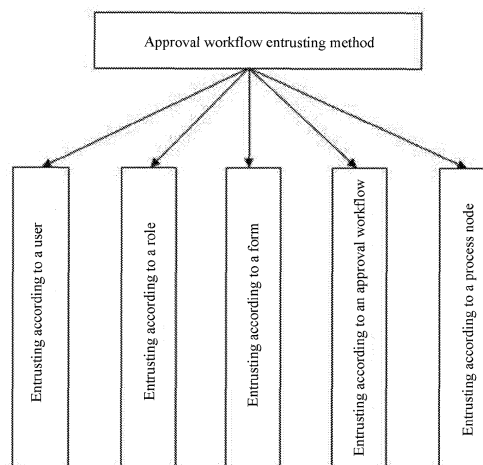 Approval workflow entrusting method
Entrusting according to a user
Entrusting according to a role
Entrusting according to a form
Entrusting according to an approval workflow
Entrusting according to a process node